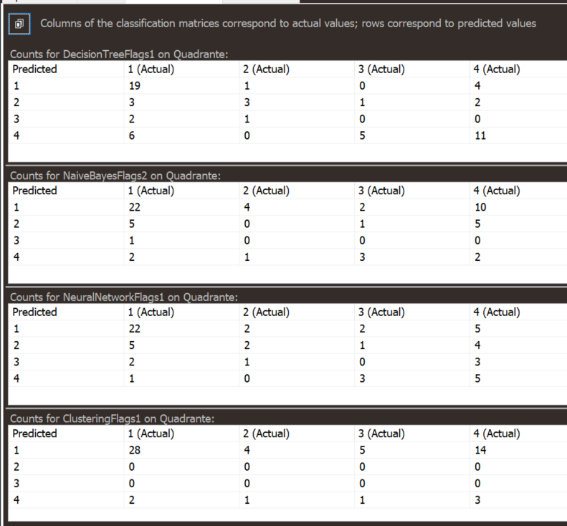 Columns of the classification matrices correspond to actual values; rows correspond to predicted values
Counts for DecisionTreeFlags1 on Quadrante:
Predicted 1 (Actual) 2 (Actual) 3 (Actual) 4 (Actual)
1 19 1 0 4
2 3 3 1 2
3 2 1 0 0
4 6 0 5 11
Counts for NaiveBayesFlags2 on Quadrante:
Predicted 1 (Actual) 2 (Actual) 3 (Actual) 4 (Actual)
1 22 4 2 10
2 5 0 1 5
3 1 0 0 0
4 2 1 3 2
Counts for NeuralNetworkFlags1 on Quadrante:
Predicted 1 (Actual) 2 (Actual) 3 (Actual) 4 (Actual)
1 22 2 2 5
2 5 2 1 4
3 2 1 0 3
4 1 0 3 5
Counts for ClusteringFlags1 on Quadrante:
Predicted 1 (Actual) 2 (Actual) 3 (Actual) 4 (Actual)
1 28 4 5 14
2 0 0 0 0
3 0 0 0 0
4 2 1 1 3